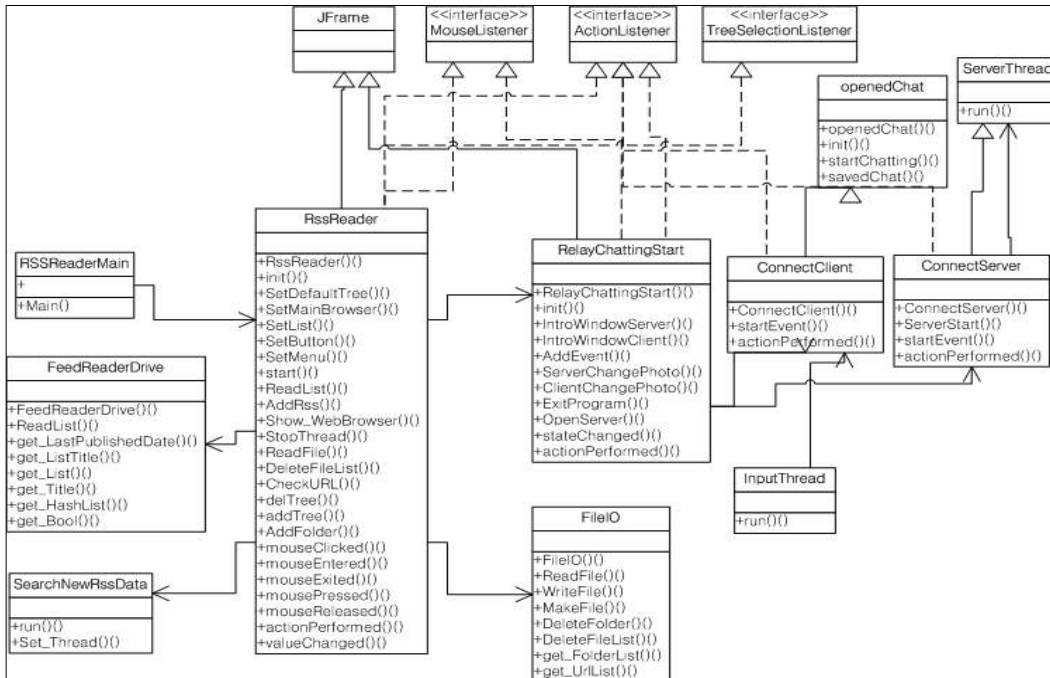 JFrame
<<interface>>
MouseListener
<<interface>>
ActionListener
<<interface>>
TreeSelectionListener
openedChat
+openedChat()()
+init()()
+startChatting()
+savedChat()()
ServerThread
+run()()
RSSReaderMain
+
+Main()
RssReader
+RssReader()()
+init()()
+SetDefaultTree()()
+SetMainBrowser()()
+SetList()()
+SetButton()()
+SetMenu()()
+start()()
+ReadList()()
+AddRss()()
+Show_WebBrowser()()
+StopThread()()
+ReadFile()()
+DeleteFileList()()
+CheckURL()()
+delTree()()
+addTree()()
+AddFolder()()
+mouseClicked()()
+mouseEntered()()
+mouseExited()()
+mousePressed()()
+mouseReleased()()
+actionPerformed()()
+valueChanged()()
RelayChattingStart
+RelayChattingStart()()
+init()()
+IntroWindowServer()()
+IntroWindowClient()()
+AddEvent()()
+ServerChangePhoto()()
+ClientChangePhoto()()
+ExitProgram()()
+OpenServer()()
+stateChanged()()
+actionPerformed()()
ConnectClient
+ConnectClient()()
+startEvent()()
+actionPerformed()()
ConnectServer
+ConnectServer()()
+ServerStart()()
+startEvent()()
+actionPerformed()()
FeedReaderDrive
+FeedReaderDrive()()
+ReadList()()
+get_LastPublishedDate()()
+get_ListTitle()()
+get_List()()
+get_Title()()
+get_HashList()()
+get_Bool()()
InputThread
+run()()
SearchNewRssData
+run()()
+Set_Thread()()
FileIO
+FileIO()()
+ReadFile()()
+WriteFile()()
+MakeFile()()
+DeleteFolder()()
+DeleteFileList()()
+get_FolderList()()
+get_UrlList()()